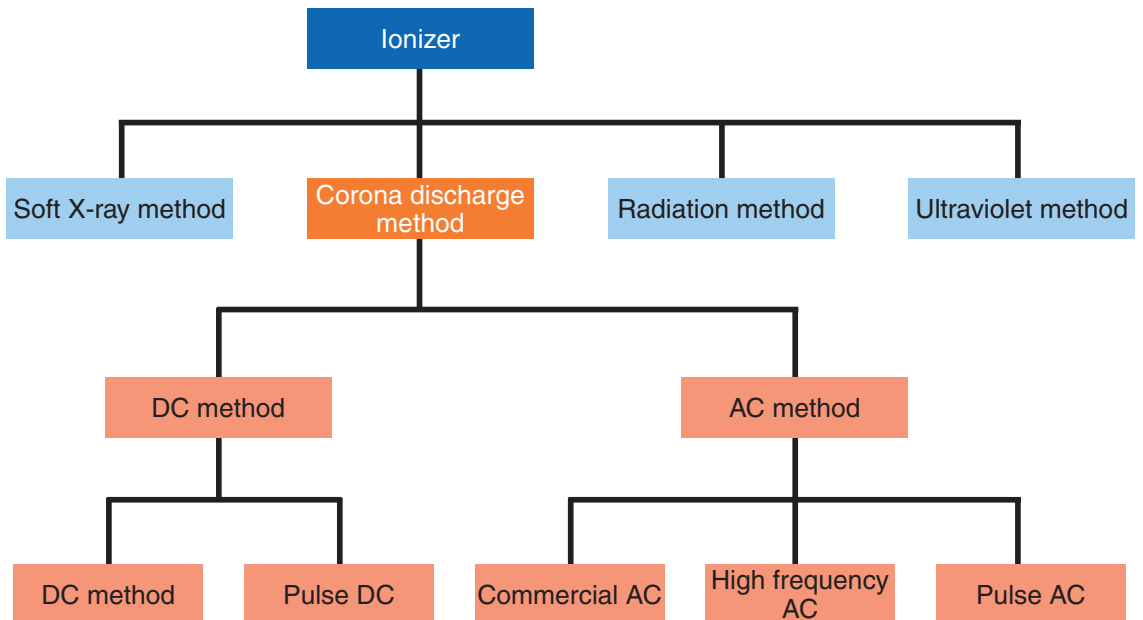 Ionizer
Soft X-ray method
Corona discharge
method
Radiation method
Ultraviolet method
DC method
AC method
DC method
Pulse DC
Commercial AC
High frequency
AC
Pulse AC